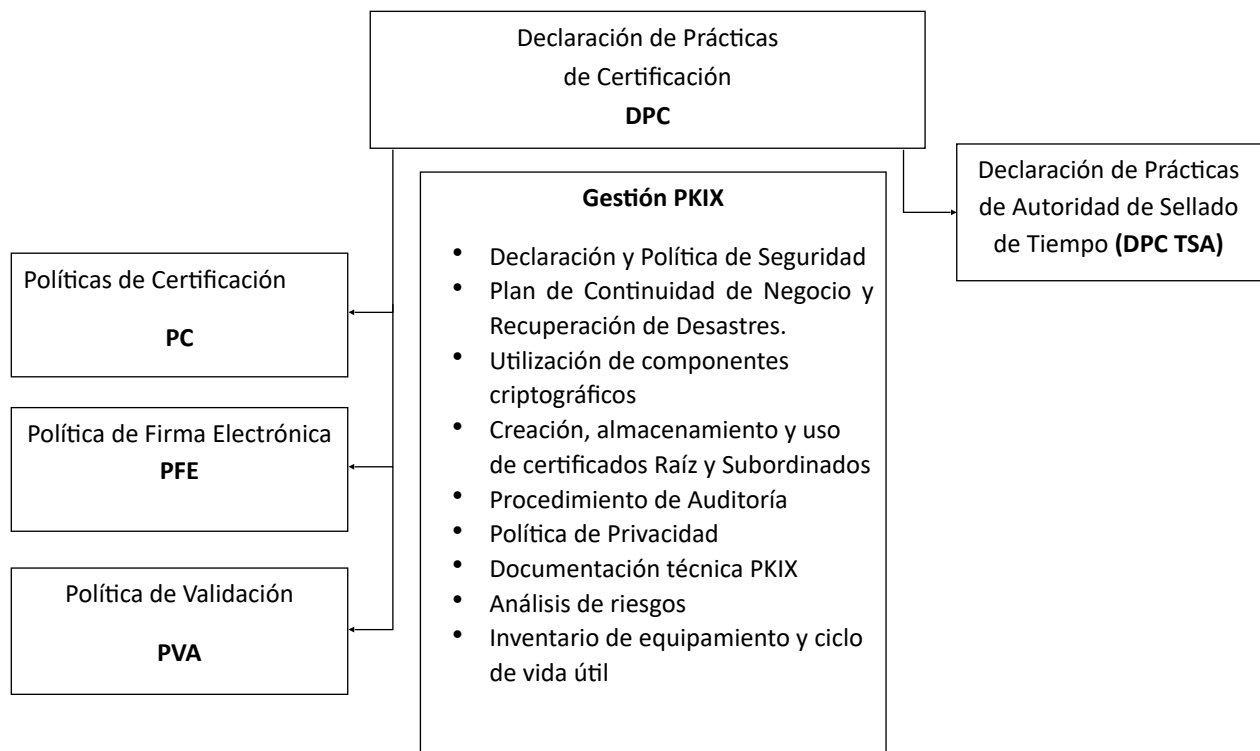 Declaración de Prácticas
de Certificación
DPC
Declaración de Prácticas
de Autoridad de Sellado
de Tiempo (DPC TSA)
Políticas de Certificación
PC
Política de Firma Electrónica
PFE
Política de Validación
PVA
Gestión PKIX
• Declaración y Política de Seguridad
• Plan de Continuidad de Negocio y
Recuperación de Desastres.
• Utilización de componentes
criptográficos
• Creación, almacenamiento y uso
de certificados Raíz y Subordinados
• Procedimiento de Auditoría
• Política de Privacidad
• Documentación técnica PKIX
• Análisis de riesgos
• Inventario de equipamiento y ciclo
de vida útil